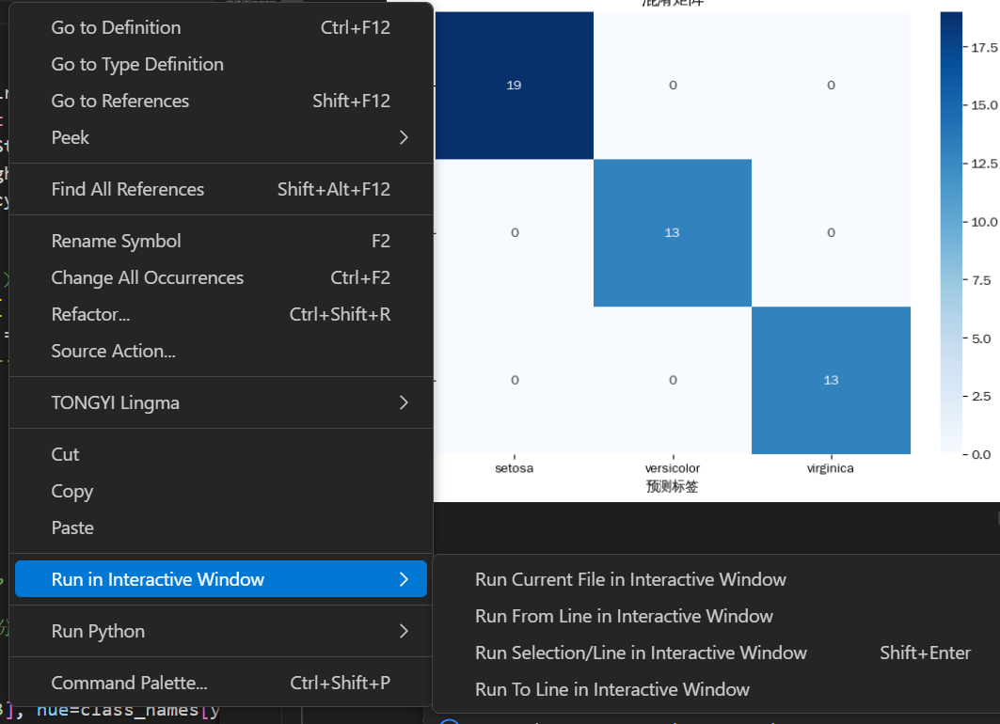 Go to Definition Ctrl+F12
Go to Type Definition
Go to References Shift+F12
Peek
Find All References Shift+Alt+F12
Rename Symbol F2
Change All Occurrences Ctrl+F2
Refactor... Ctrl+Shift+R
Source Action...
TONGYI Lingma
Cut
Copy
Paste
Run in Interactive Window
Run Python
Command Palette... Ctrl+Shift+P
], hue=class_names[y
混淆矩阵
19 0 0
0 13 0
0 0 13
setosa versicolor virginica
预测标签
17.5
15.0
12.5
10.0
7.5
5.0
2.5
0.0
Run Current File in Interactive Window
Run From Line in Interactive Window
Run Selection/Line in Interactive Window Shift+Enter
Run To Line in Interactive Window